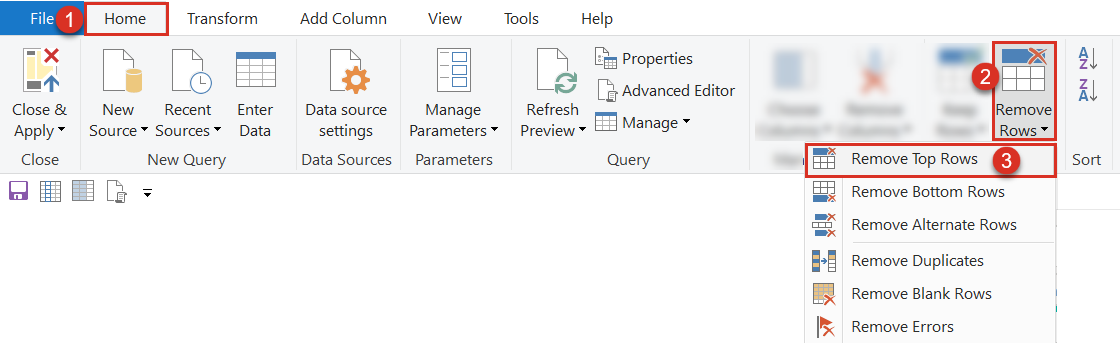 File 1 Home Transform Add Column View Tools Help
Close &
Apply
New
Source
Recent
Sources
Enter
Data
Data source
settings
Manage
Parameters
Refresh
Preview
Properties
Advanced Editor
Manage
2
Remove
Rows
A
Z
Z
A
Close New Query Data Sources Parameters Query Sort
Remove Top Rows 3
Remove Bottom Rows
Remove Alternate Rows
Remove Duplicates
Remove Blank Rows
Remove Errors